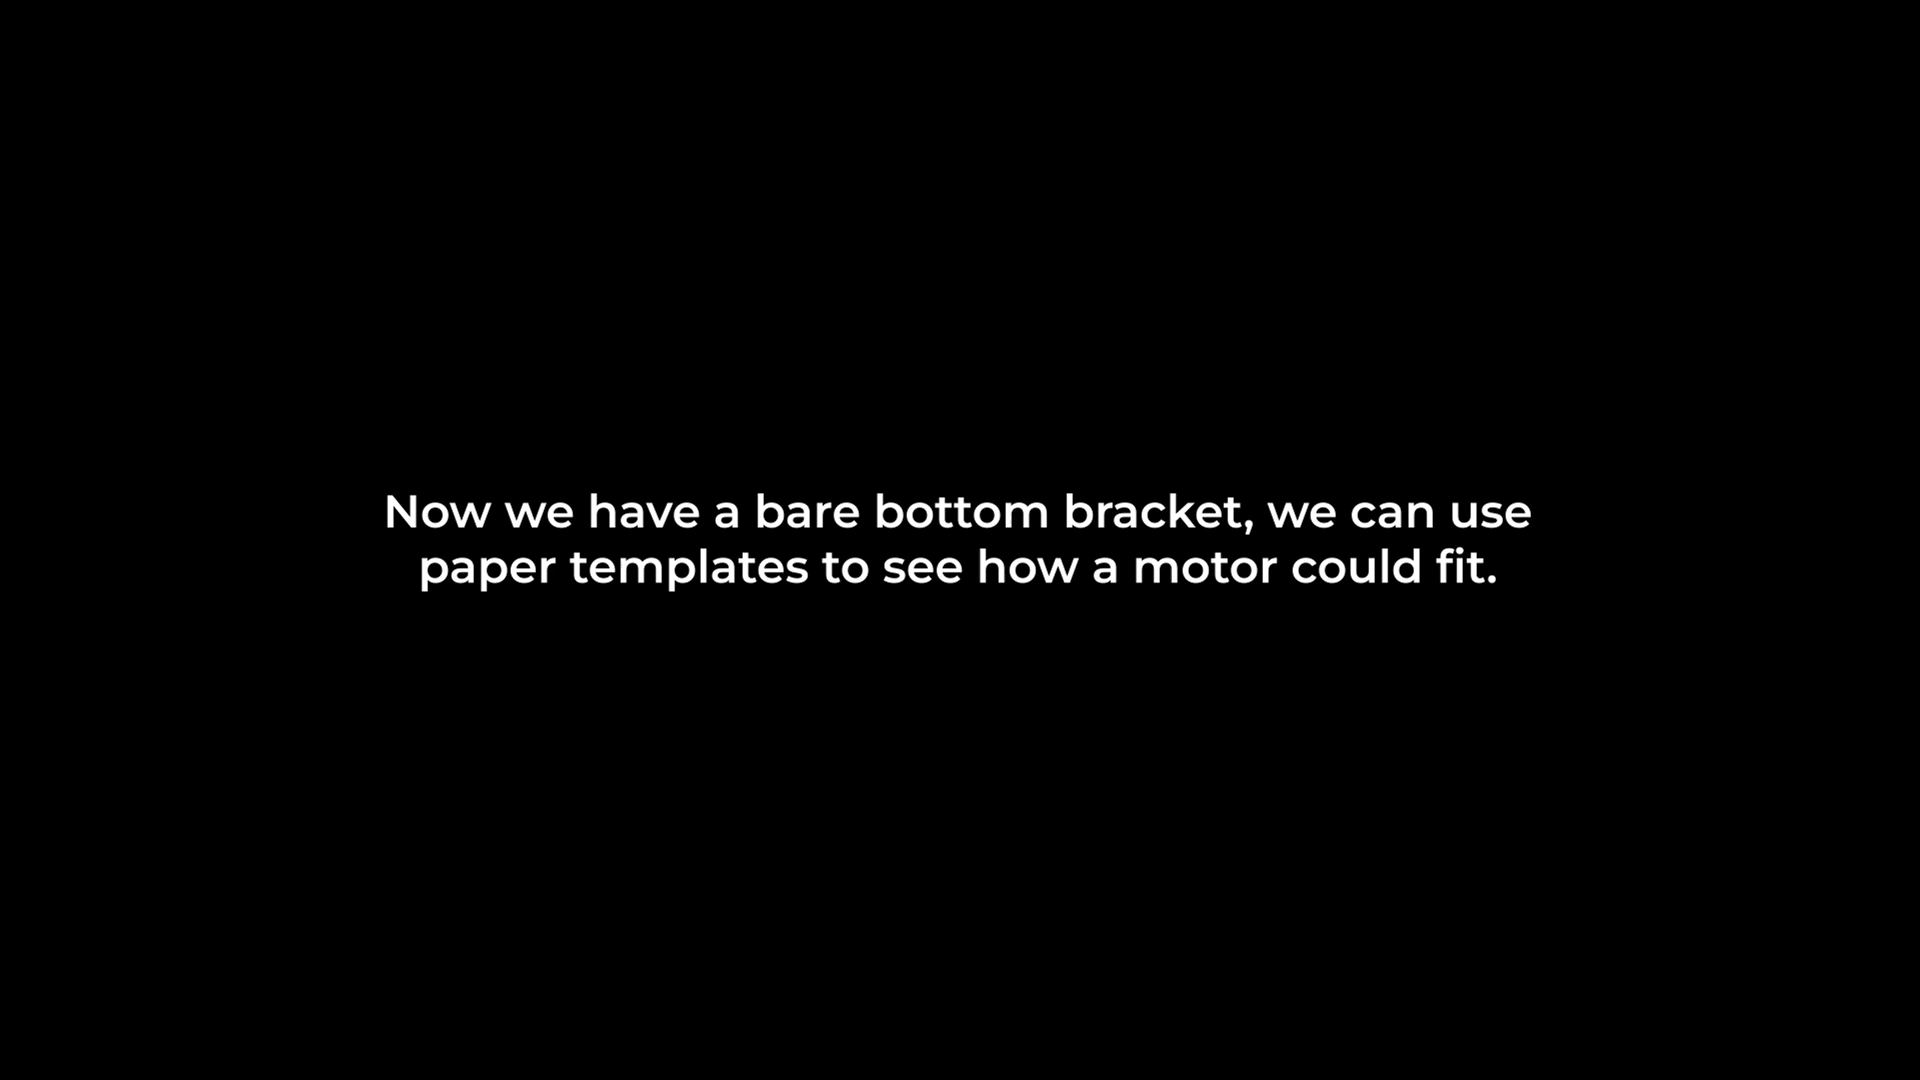 Now we have a bare bottom bracket, we can use
paper templates to see how a motor could fit.